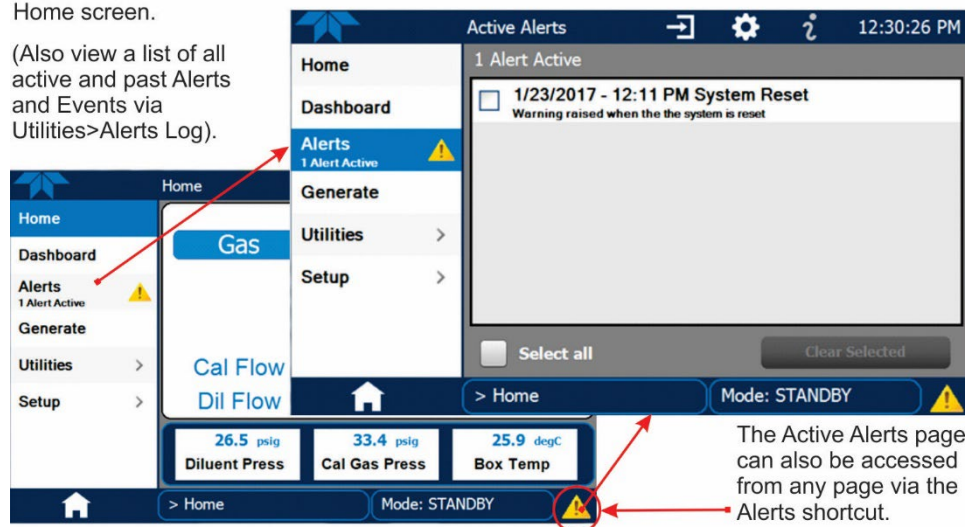 Home screen.
(Also view a list of all
active and past Alerts
and Events via
Utilities>Alerts Log).
Active Alerts
12:30:26 PM
Home
Dashboard
Alerts
1 Alert Active
Generate
Utilities >
Setup >
1 Alert Active
1/23/2017 - 12:11 PM System Reset
Warning raised when the the system is reset
Select all
Clear Selected
> Home
Mode: STANDBY
Home
Home
Dashboard
Alerts
1 Alert Active
Generate
Utilities >
Setup >
Gas
Cal Flow
Dil Flow
26.5 psig
Diluent Press
33.4 psig
Cal Gas Press
25.9 degC
Box Temp
> Home
Mode: STANDBY
The Active Alerts page
can also be accessed
from any page via the
Alerts shortcut.